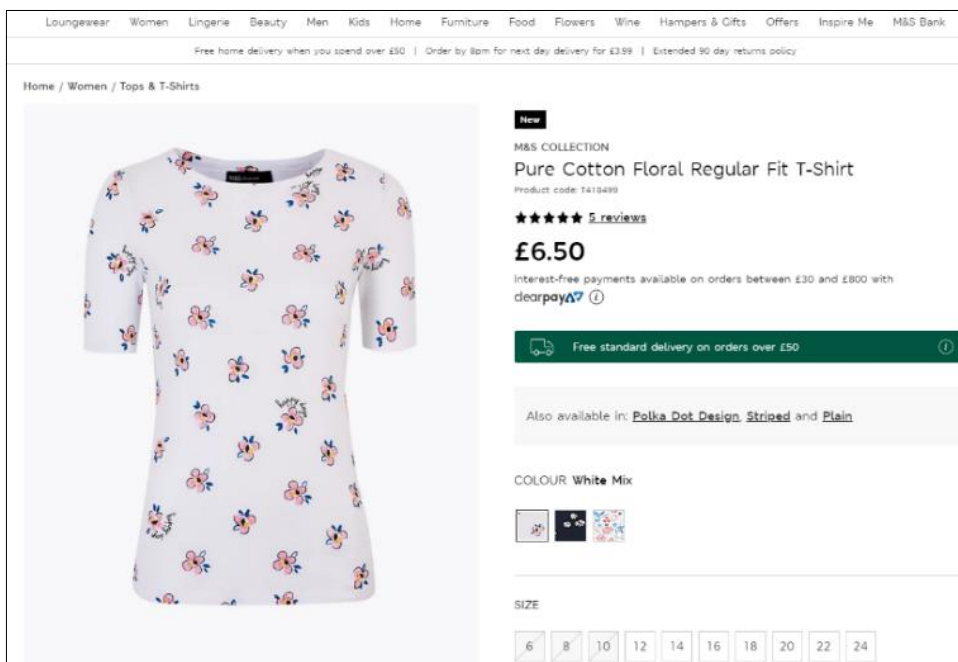 Loungewear Women Lingerie Beauty Men Kids Home Furniture Food Flowers Wine Hampers & Gifts Offers Inspire Me M&S Bank
Free home delivery when you spend over £50 | Order by 8pm for next day delivery for £3.99 | Extended 90 day returns policy
Home / Women / Tops & T-Shirts
New
M&S COLLECTION
Pure Cotton Floral Regular Fit T-Shirt
Product code: T418499
5 reviews
£6.50
Interest-free payments available on orders between £30 and £800 with
clearpay
Free standard delivery on orders over £50
Also available in: Polka Dot Design, Striped and Plain
happy days
COLOUR White Mix
SIZE
6 8 10 12 14 16 18 20 22 24